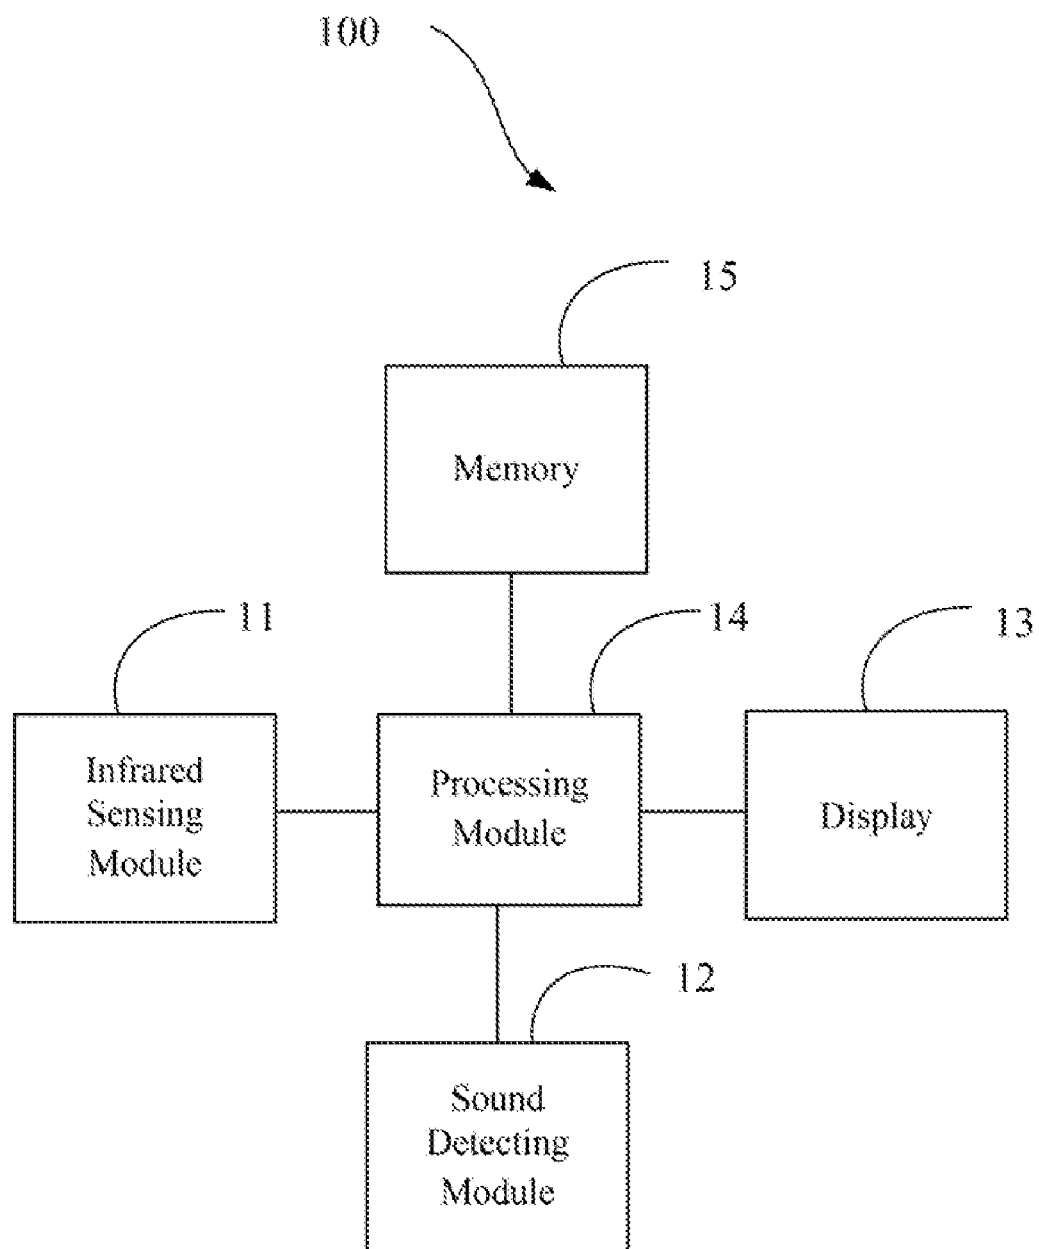 100
15
Memory
11
14
13
Infrared
Sensing
Module
Processing
Module
Display
12
Sound
Detecting
Module